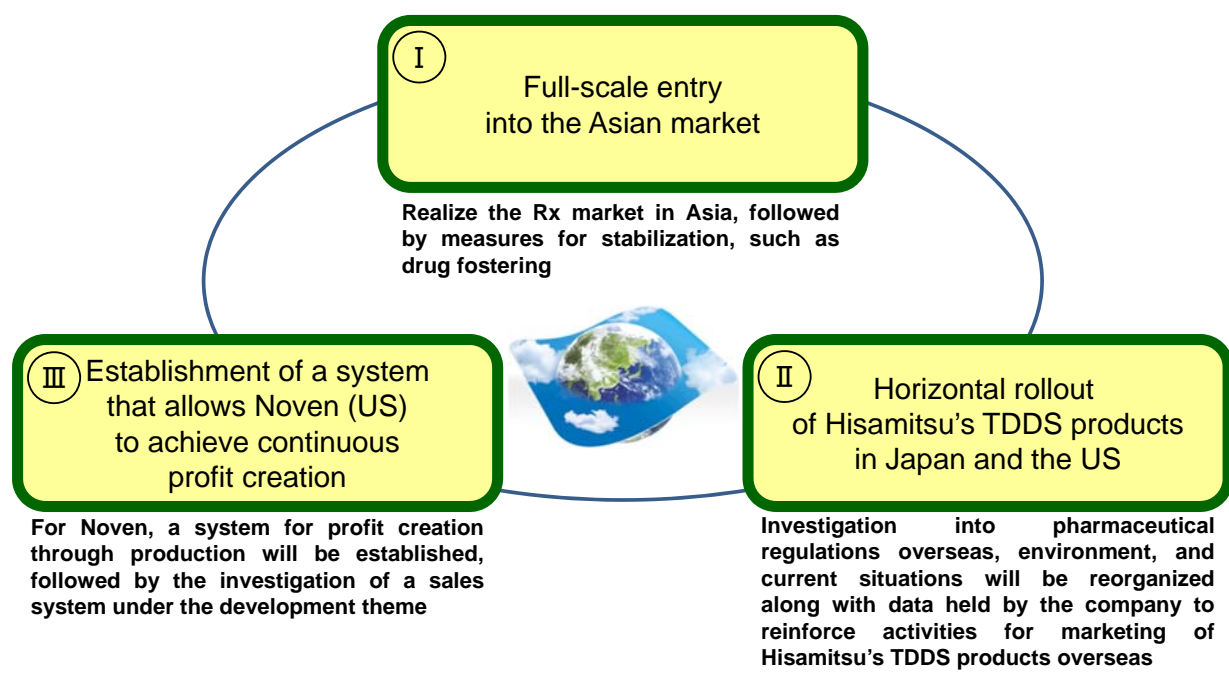 Ⅰ
Full-scale entry
into the Asian market
Realize the Rx market in Asia, followed
by measures for stabilization, such as
drug fostering
Ⅱ
Horizontal rollout
of Hisamitsu’s TDDS products
in Japan and the US
Investigation into pharmaceutical
regulations overseas, environment, and
current situations will be reorganized
along with data held by the company to
reinforce activities for marketing of
Hisamitsu’s TDDS products overseas
Ⅲ
Establishment of a system
that allows Noven (US)
to achieve continuous
profit creation
For Noven, a system for profit creation
through production will be established,
followed by the investigation of a sales
system under the development theme